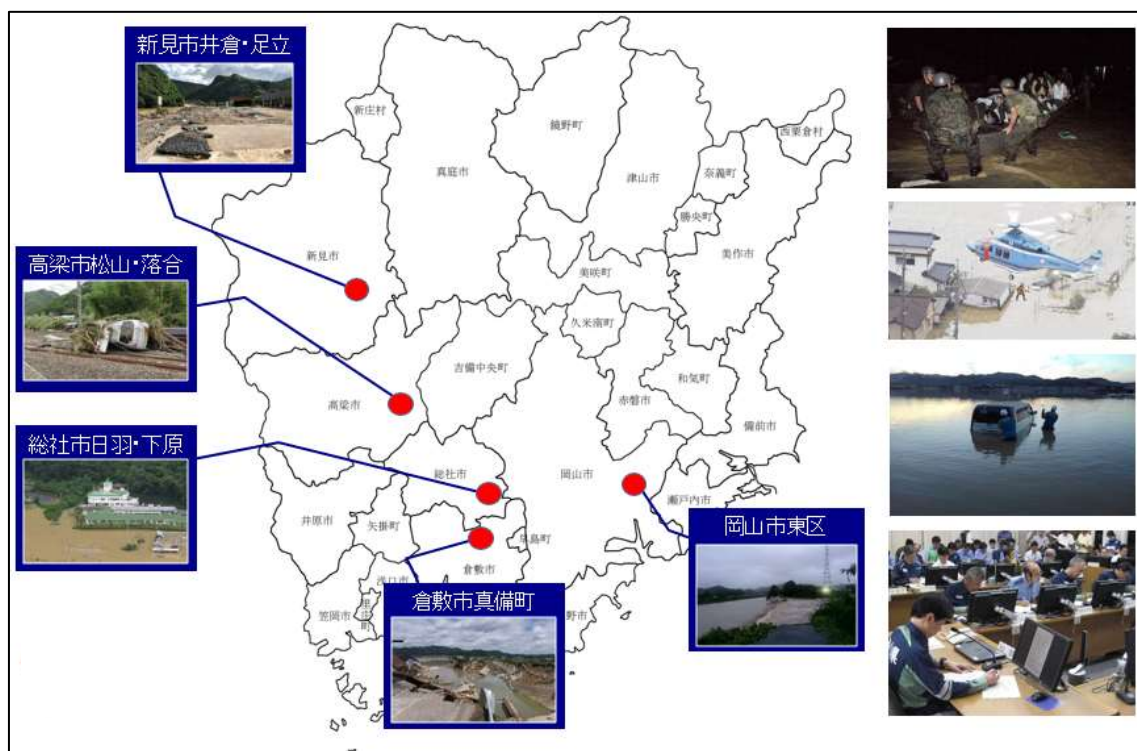 新見市井倉・足立
新庄村
鏡野町
西粟倉村
真庭市
津山市
奈義町
勝央町
新見市
美作市
高梁市松山・落合
美咲町
久米南町
吉備中央町
和気町
高梁市
赤磐市
備前市
総社市日羽・下原
総社市
岡山市
瀬戸内市
井原市
矢掛町
早島町
岡山市東区
倉敷市
浅口市
倉敷市真備町
里庄町
笠岡市
野市